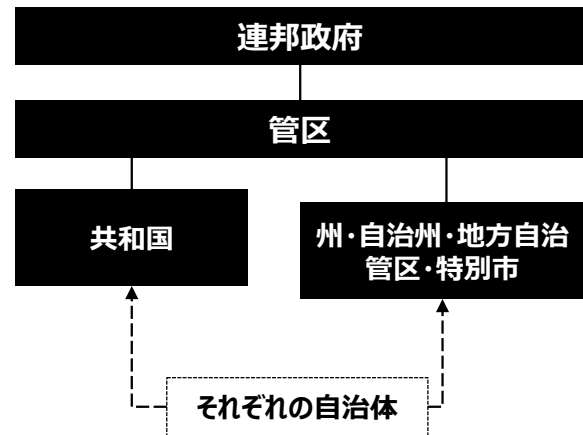 連邦政府
管区
共和国
州・自治州・地方自治
管区・特別市
それぞれの自治体